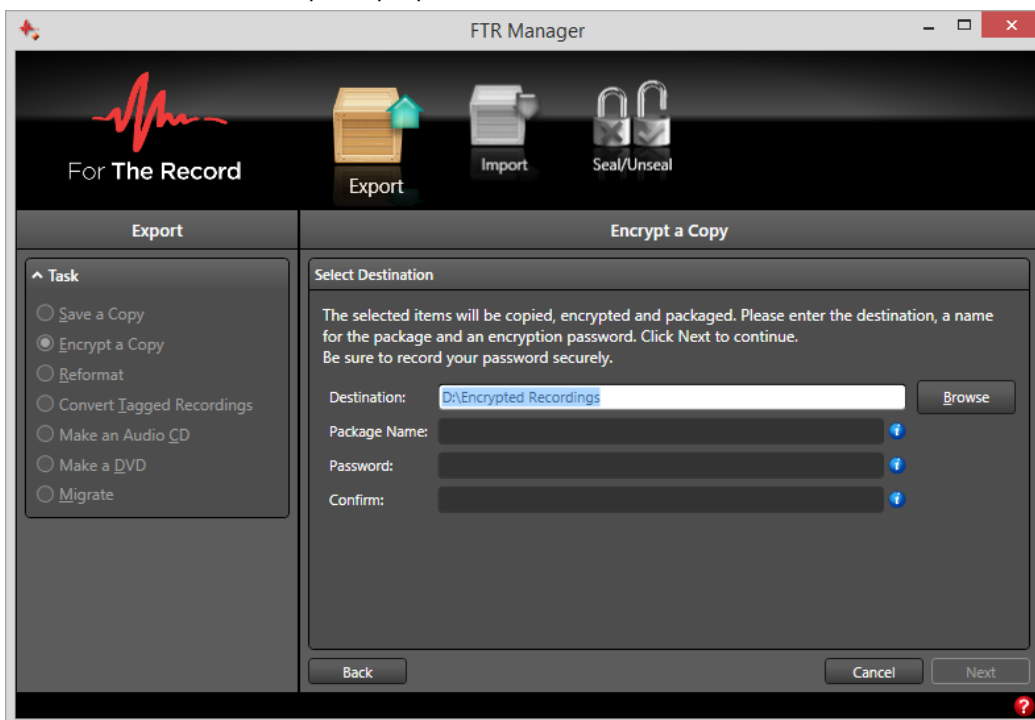 FTR Manager
For The Record
Export
Import
Seal/Unseal
Export
Encrypt a Copy
Task
Save a Copy
Encrypt a Copy
Reformat
Convert Tagged Recordings
Make an Audio CD
Make a DVD
Migrate
Select Destination
The selected items will be copied, encrypted and packaged. Please enter the destination, a name
for the package and an encryption password. Click Next to continue.
Be sure to record your password securely.
Destination:
D:\Encrypted Recordings
Browse
Package Name:
Password:
Confirm:
Back
Cancel
Next